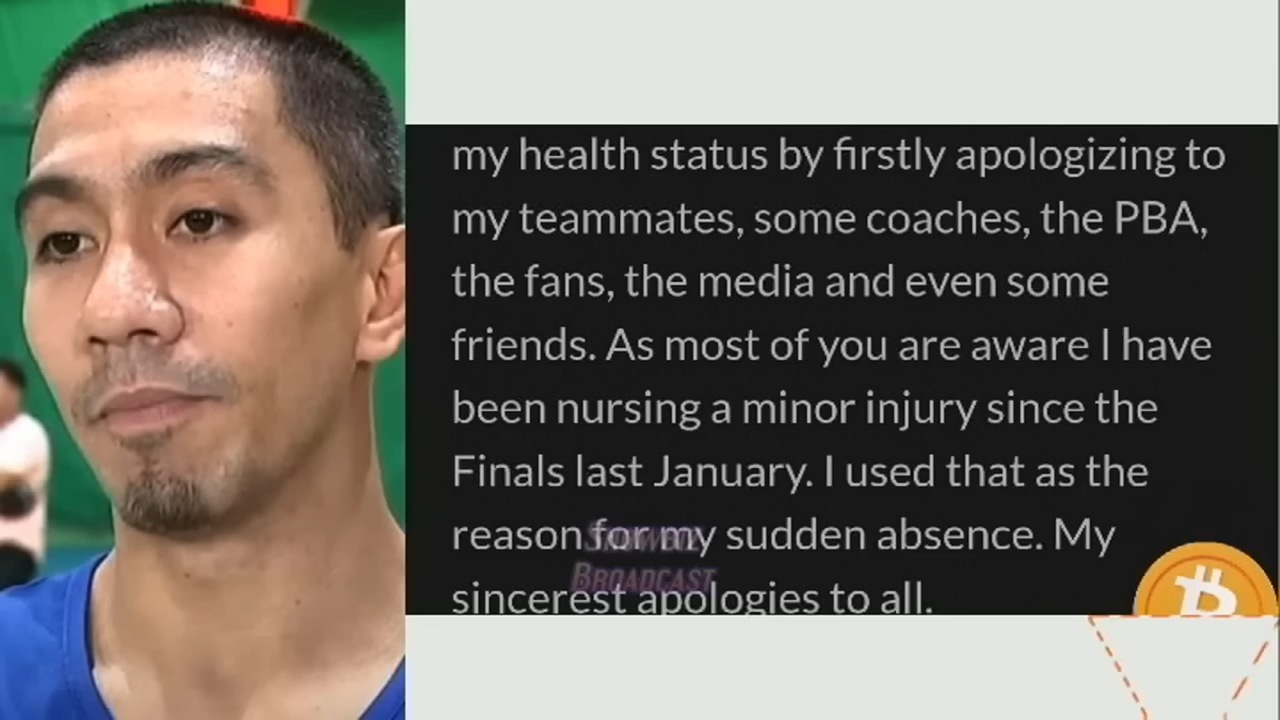 my health status by firstly apologizing to
my teammates, some coaches, the PBA,
the fans, the media and even some
friends. As most of you are aware I have
been nursing a minor injury since the
Finals last January. I used that as the
reason for my sudden absence. My
SHOWBIZ
BROADCAST
sincerest apologies to all.